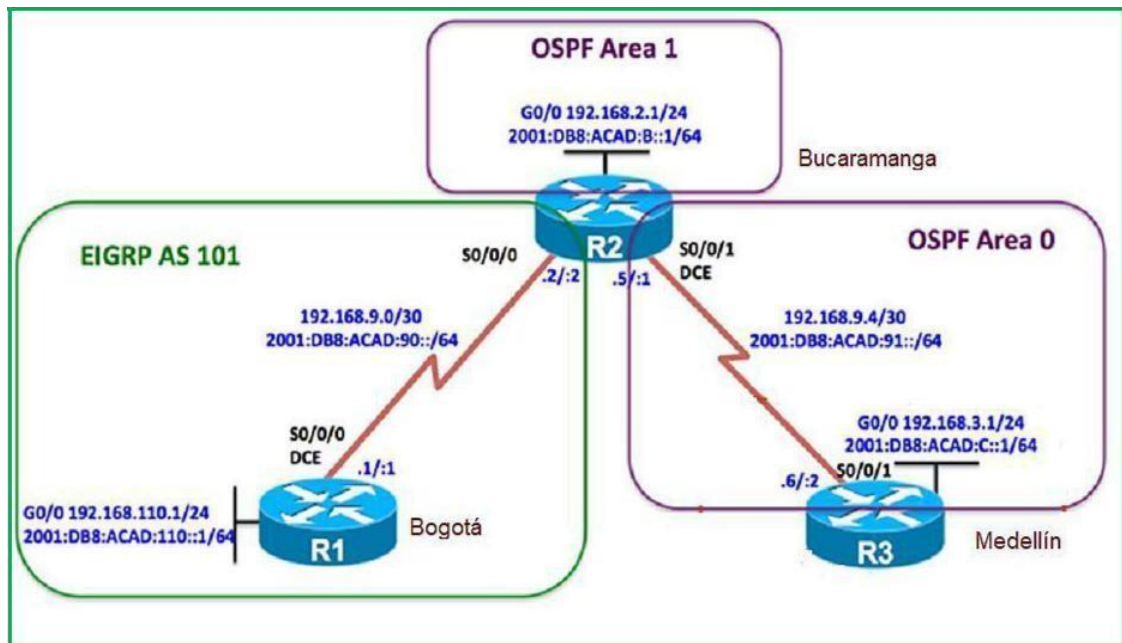 OSPF Area 1
G0/0 192.168.2.1/24
2001:DB8:ACAD:B::1/64
Bucaramanga
R2
EIGRP AS 101
S0/0/0
.2/:2
.5/:1
S0/0/1
DCE
OSPF Area 0
192.168.9.0/30
2001:DB8:ACAD:90::/64
192.168.9.4/30
2001:DB8:ACAD:91::/64
S0/0/0
DCE
.1/:1
G0/0 192.168.3.1/24
2001:DB8:ACAD:C::1/64
.6/:2
S0/0/1
G0/0 192.168.110.1/24
2001:DB8:ACAD:110::1/64
R1
Bogotá
R3
Medellín